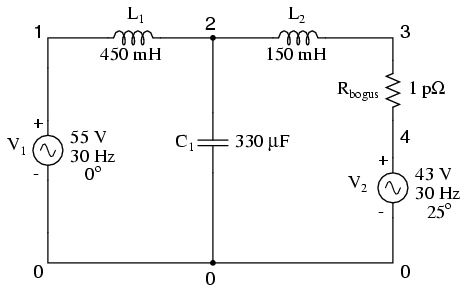 L₁
L₂
1
2
3
450 mH
150 mH
R bogus
1 pΩ
+
V₁
55 V
30 Hz
0°
-
C₁
330 µF
4
+
V₂
43 V
30 Hz
25°
-
0
0
0